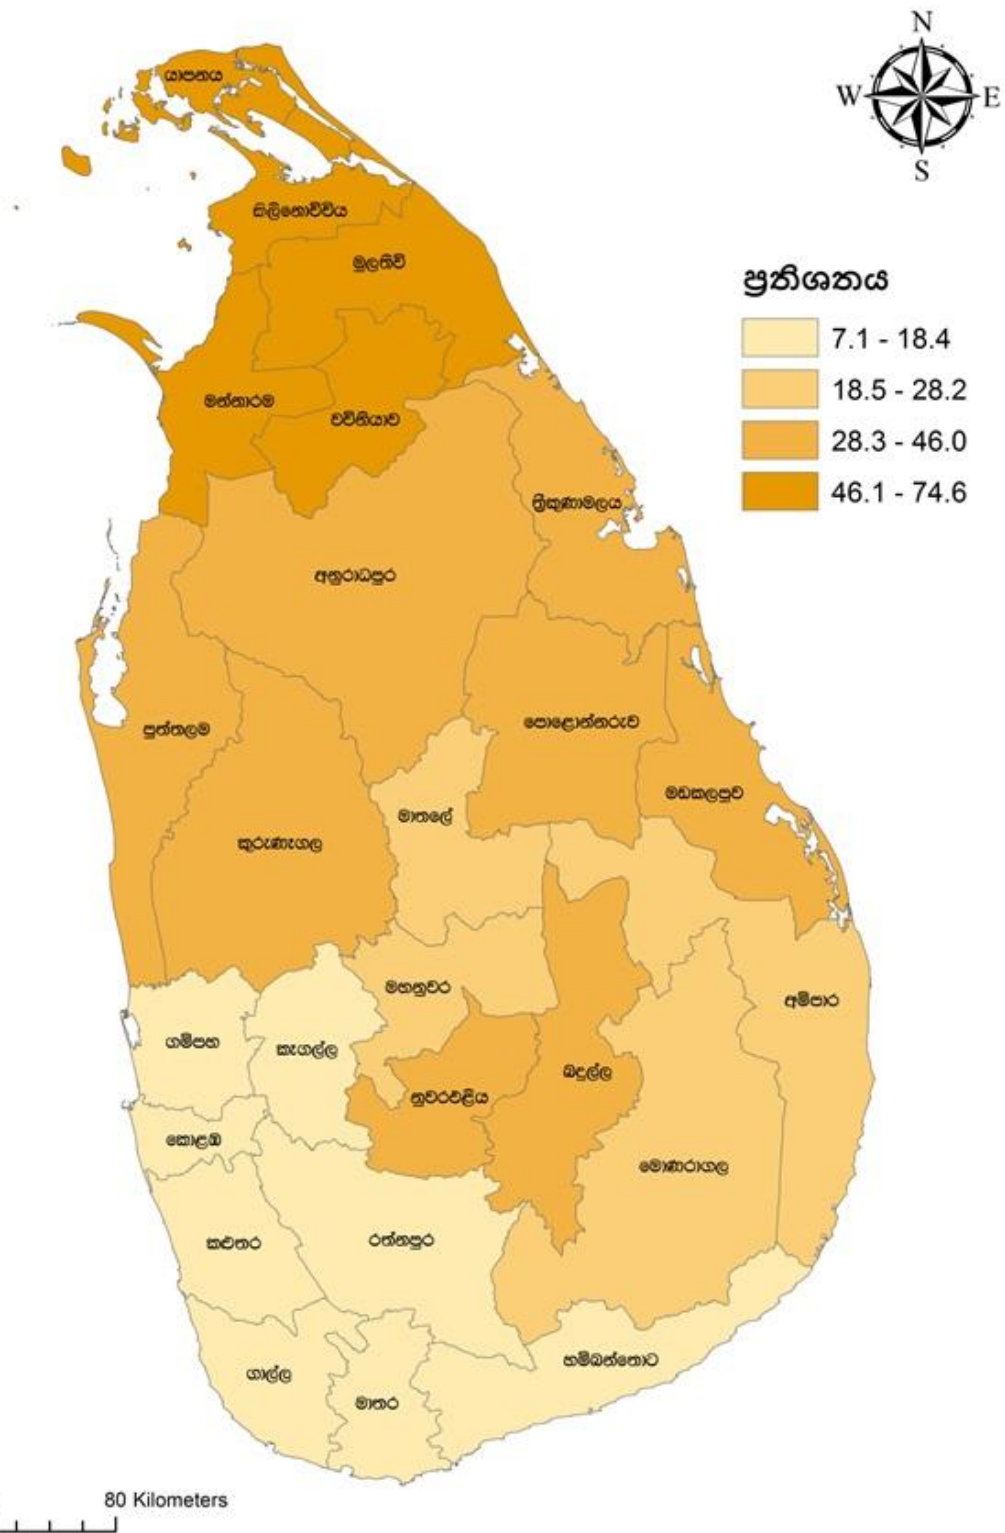 N
W E
S
යාපනය
කිලිනොච්චිය
මුලතිව්
මන්නාරම
වව්නියාව
ත්‍රිකුණාමලය
අනුරාධපුර
පුත්තලම
පොළොන්නරුව
මඩකලපුව
මාතලේ
කුරුණෑගල
මහනුවර
අම්පාර
ගම්පහ
කෑගල්ල
බදුල්ල
නුවරඑළිය
කොළඹ
මොණරාගල
කළුතර
රත්නපුර
හම්බන්තොට
ගාල්ල
මාතර
ප්‍රතිශතය
7.1 - 18.4
18.5 - 28.2
28.3 - 46.0
46.1 - 74.6
80 Kilometers